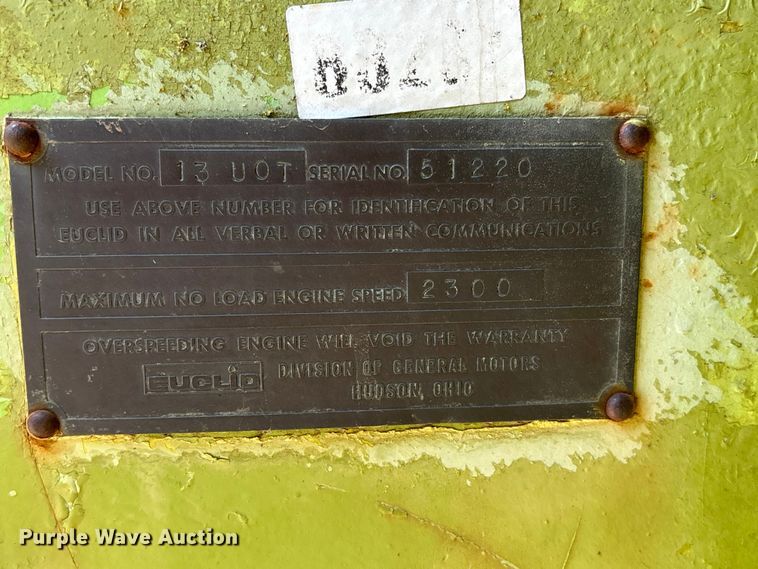 MODEL NO. 13 UOT SERIAL NO. 51220
USE ABOVE NUMBER FOR IDENTIFICATION OF THIS
EUCLID IN ALL VERBAL OR WRITTEN COMMUNICATIONS
MAXIMUM NO LOAD ENGINE SPEED 2300
OVERSPEEDING ENGINE WILL VOID THE WARRANTY
EUCLID DIVISION OF GENERAL MOTORS
HUDSON, OHIO
Purple Wave Auction